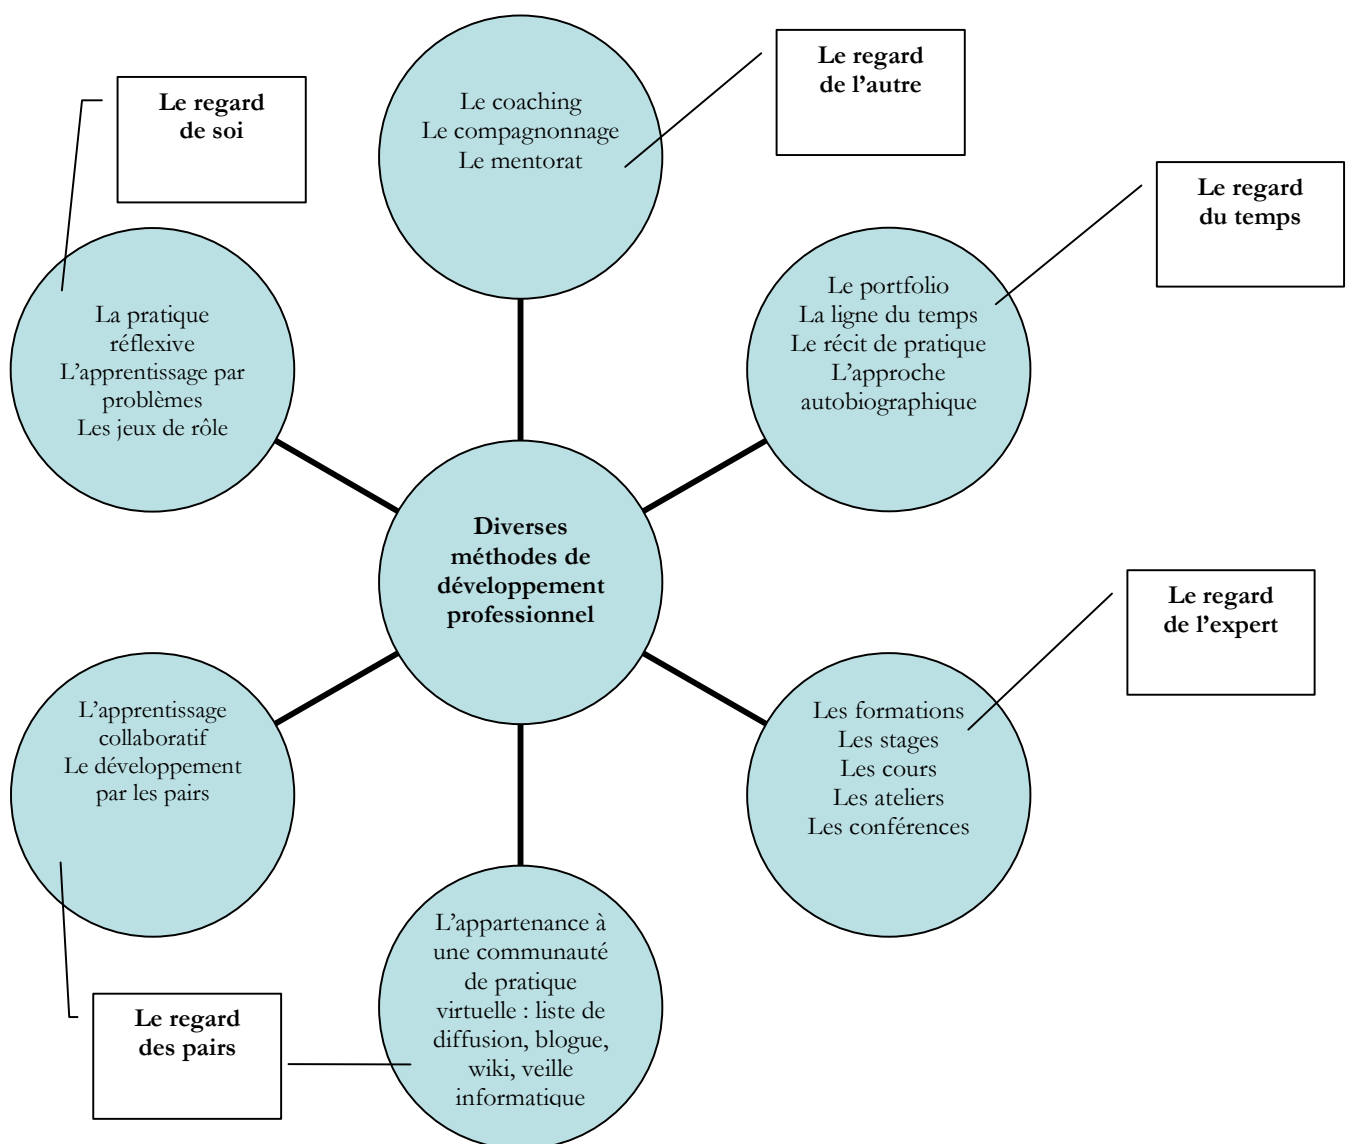 Le regard
de l’autre
Le regard
de soi
Le coaching
Le compagnonnage
Le mentorat
Le regard
du temps
La pratique
réflexive
L’apprentissage par
problèmes
Les jeux de rôle
Le portfolio
La ligne du temps
Le récit de pratique
L’approche
autobiographique
Diverses
méthodes de
développement
professionnel
Le regard
de l’expert
L’apprentissage
collaboratif
Le développement
par les pairs
Les formations
Les stages
Les cours
Les ateliers
Les conférences
L’appartenance à
une communauté
de pratique
virtuelle : liste de
diffusion, blogue,
wiki, veille
informatique
Le regard
des pairs